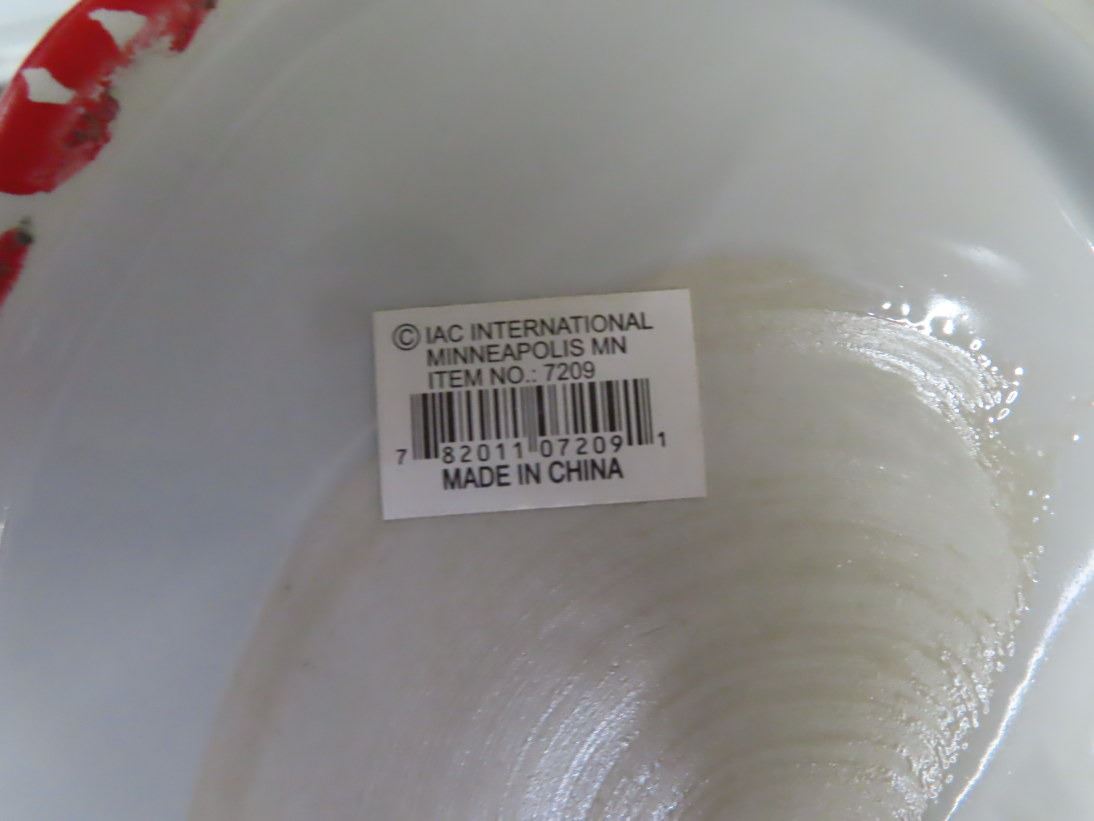 © IAC INTERNATIONAL
MINNEAPOLIS MN
ITEM NO.: 7209
7 82011 07209 1
MADE IN CHINA